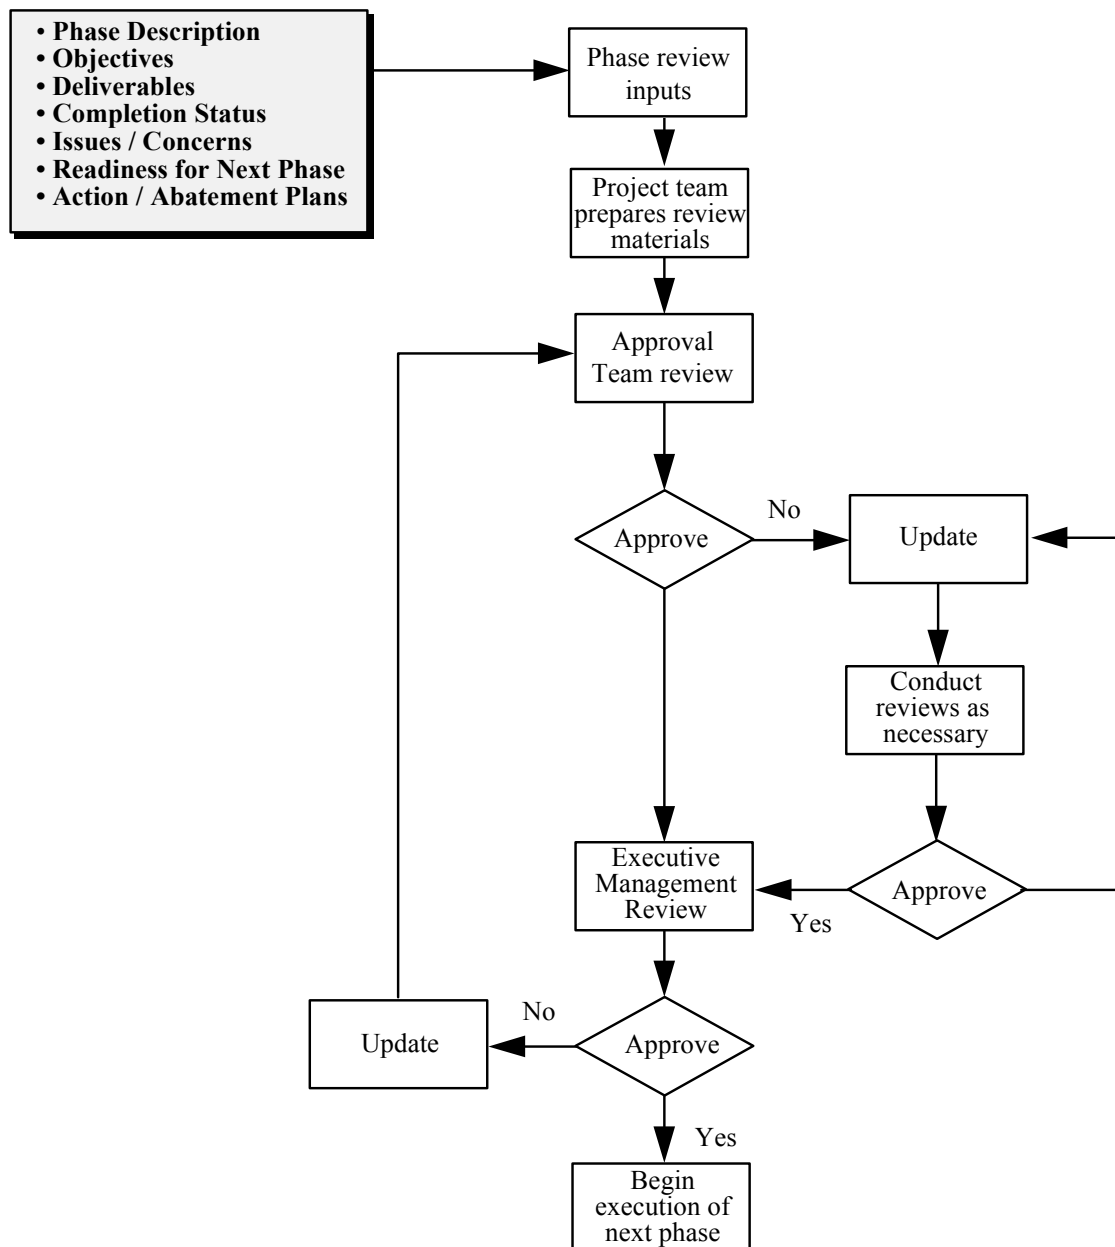 • Phase Description
• Objectives
• Deliverables
• Completion Status
• Issues / Concerns
• Readiness for Next Phase
• Action / Abatement Plans
Phase review
inputs
Project team
prepares review
materials
Approval
Team review
Approve
No
Update
Conduct
reviews as
necessary
Approve
Yes
Executive
Management
Review
Approve
No
Update
Yes
Begin
execution of
next phase